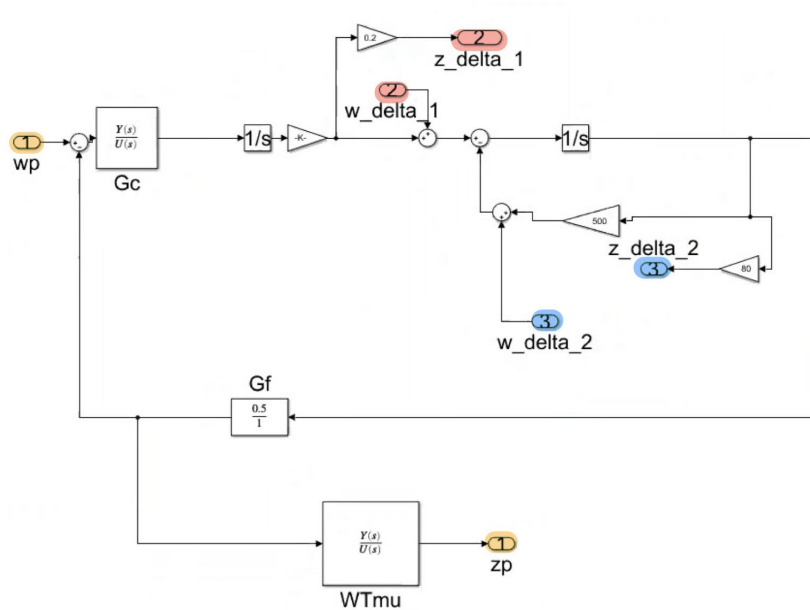 0.2
2
z_delta_1
2
w_delta_1
Y(s)
U(s)
1
wp
Gc
1/s
-K-
1/s
500
z_delta_2
3
80
3
w_delta_2
Gf
0.5
1
Y(s)
U(s)
1
zp
WTmu